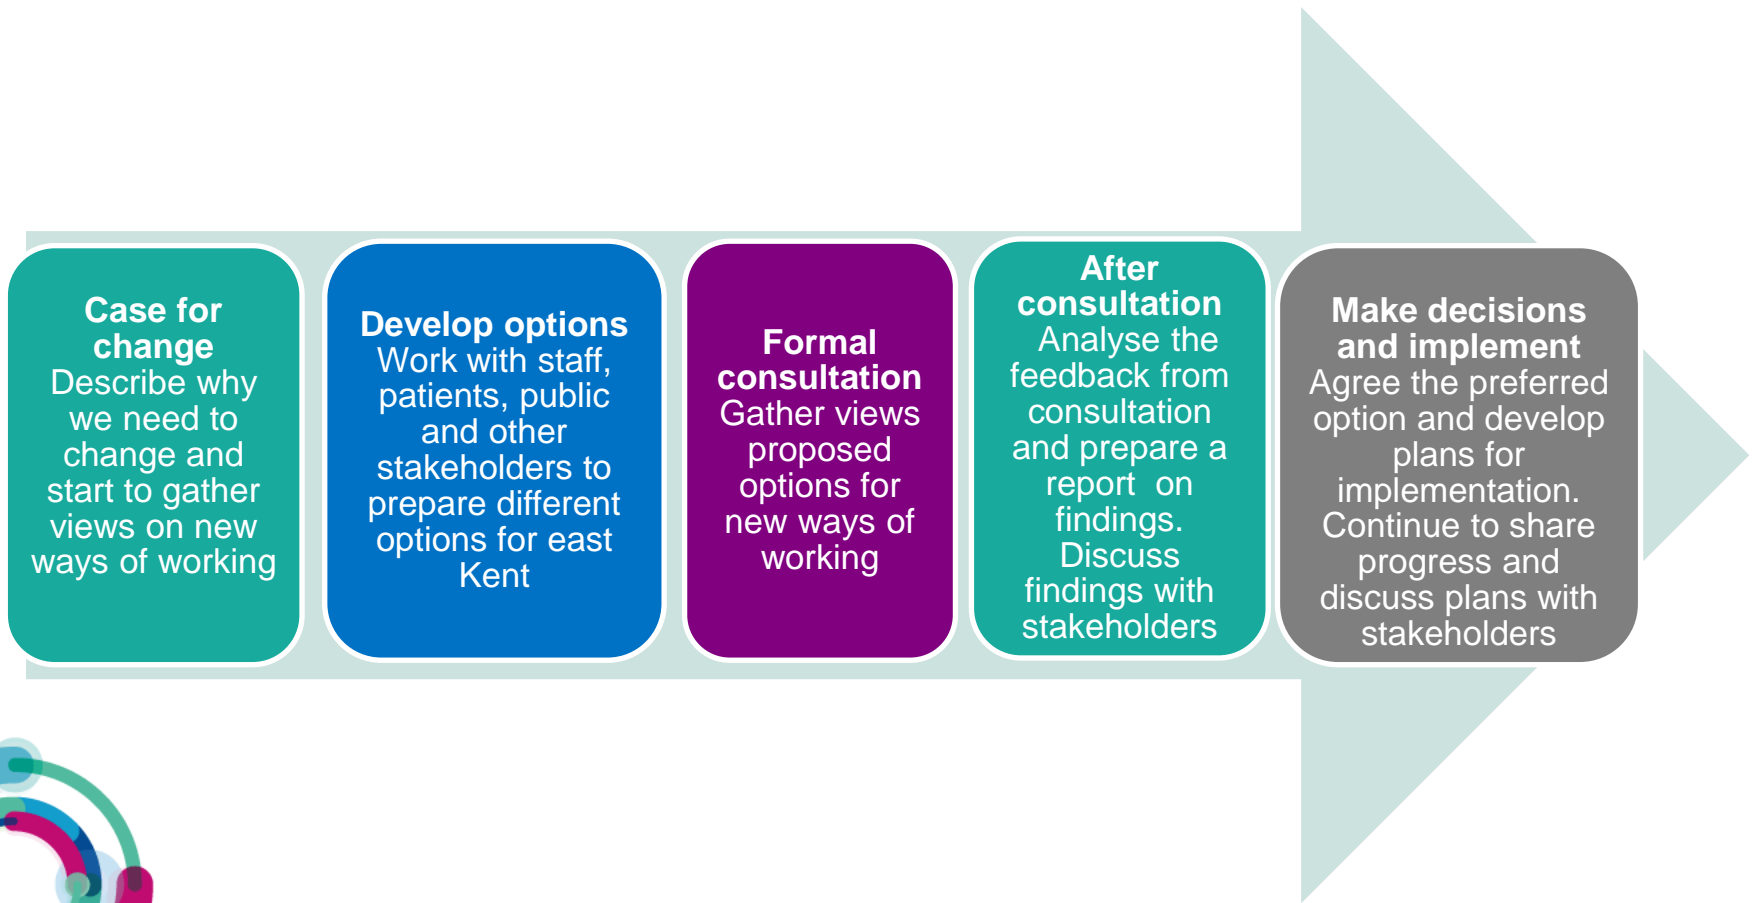 Case for
change
Describe why
we need to
change and
start to gather
views on new
ways of working
Develop options
Work with staff,
patients, public
and other
stakeholders to
prepare different
options for east
Kent
Formal
consultation
Gather views
proposed
options for
new ways of
working
After
consultation
Analyse the
feedback from
consultation
and prepare a
report on
findings.
Discuss
findings with
stakeholders
Make decisions
and implement
Agree the preferred
option and develop
plans for
implementation.
Continue to share
progress and
discuss plans with
stakeholders